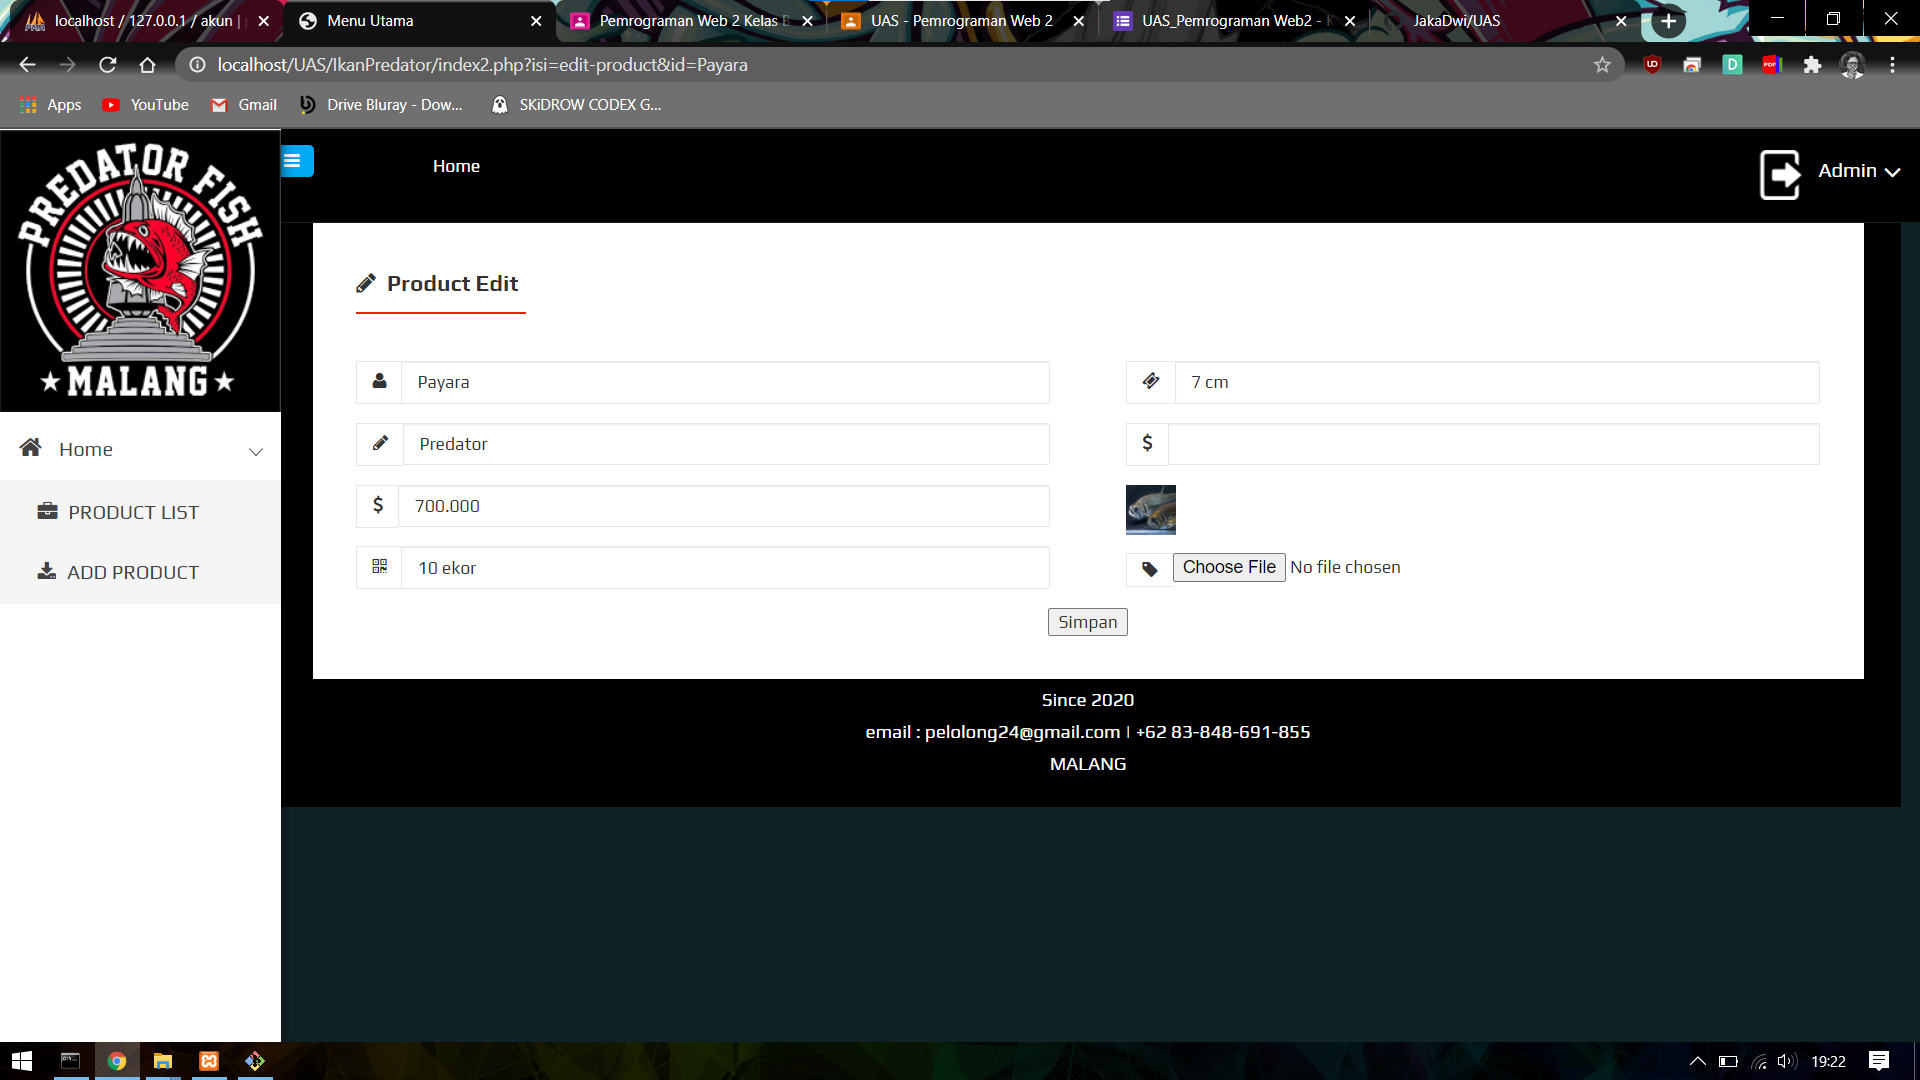 localhost / 127.0.0.1 / akun |
Menu Utama
Pemrograman Web 2 Kelas
UAS - Pemrograman Web 2
UAS_Pemrograman Web2 -
JakaDwi/UAS
localhost/UAS/IkanPredator/index2.php?isi=edit-product&id=Payara
Apps
YouTube
Gmail
Drive Bluray - Dow...
SKiDROW CODEX G...
PREDATOR FISH
MALANG
Home
Admin
Home
PRODUCT LIST
ADD PRODUCT
Product Edit
Payara
7 cm
Predator
$
$ 700.000
10 ekor
Choose File No file chosen
Simpan
Since 2020
email : pelolong24@gmail.com | +62 83-848-691-855
MALANG
19:22